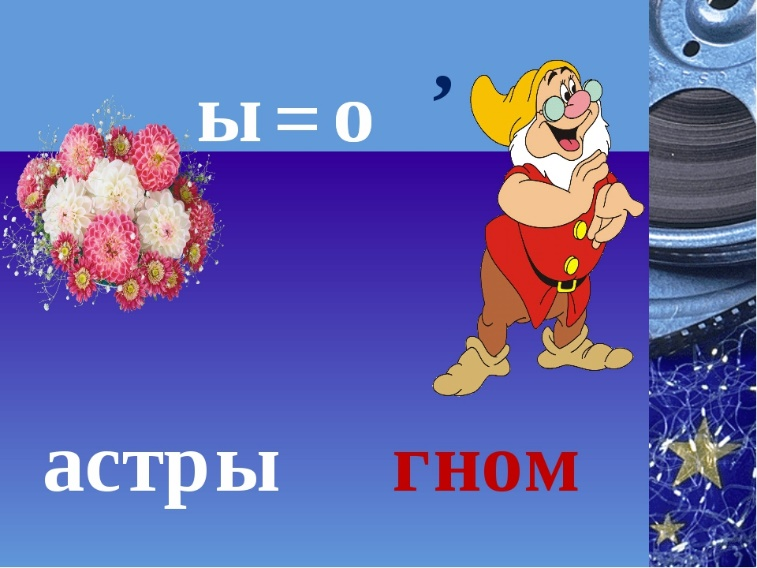 ы = о ,
астры гном